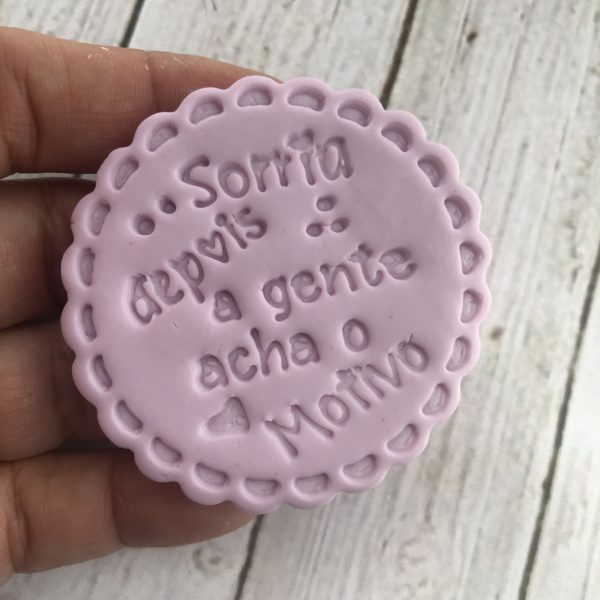 Sorria
depois
a gente
acha o
Motivo